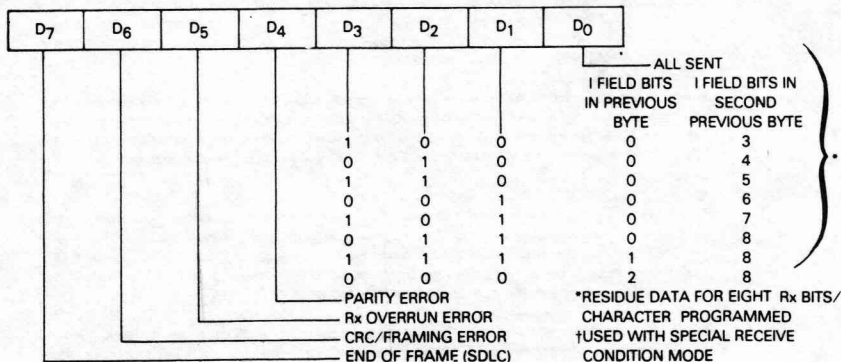 D7 D6 D5 D4 D3 D2 D1 D0
ALL SENT
I FIELD BITS I FIELD BITS IN
IN PREVIOUS SECOND
BYTE PREVIOUS BYTE
1 0 0 0 3
0 1 0 0 4
1 1 0 0 5
0 0 1 0 6
1 0 1 0 7
0 1 1 0 8
1 1 1 1 8
0 0 0 2 8
*
PARITY ERROR *RESIDUE DATA FOR EIGHT Rx BITS/
Rx OVERRUN ERROR CHARACTER PROGRAMMED
CRC/FRAMING ERROR †USED WITH SPECIAL RECEIVE
END OF FRAME (SDLC) CONDITION MODE